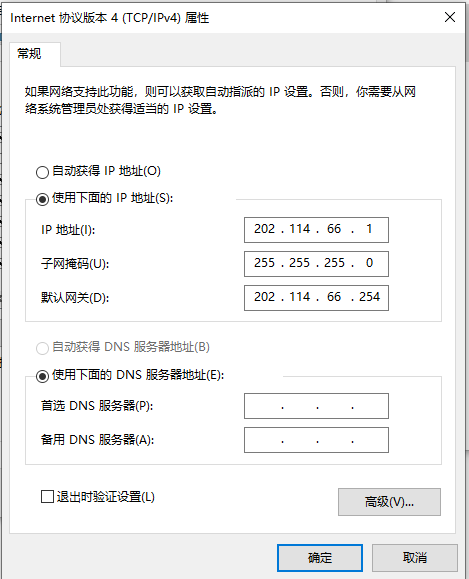 Internet 协议版本 4 (TCP/IPv4) 属性
常规
如果网络支持此功能，则可以获取自动指派的 IP 设置。否则，你需要从网
络系统管理员处获得适当的 IP 设置。
自动获得 IP 地址(O)
使用下面的 IP 地址(S):
IP 地址(I):
202 . 114 . 66 . 1
子网掩码(U):
255 . 255 . 255 . 0
默认网关(D):
202 . 114 . 66 . 254
自动获得 DNS 服务器地址(B)
使用下面的 DNS 服务器地址(E):
首选 DNS 服务器(P):
. . .
备用 DNS 服务器(A):
. . .
退出时验证设置(L)
高级(V)...
确定
取消